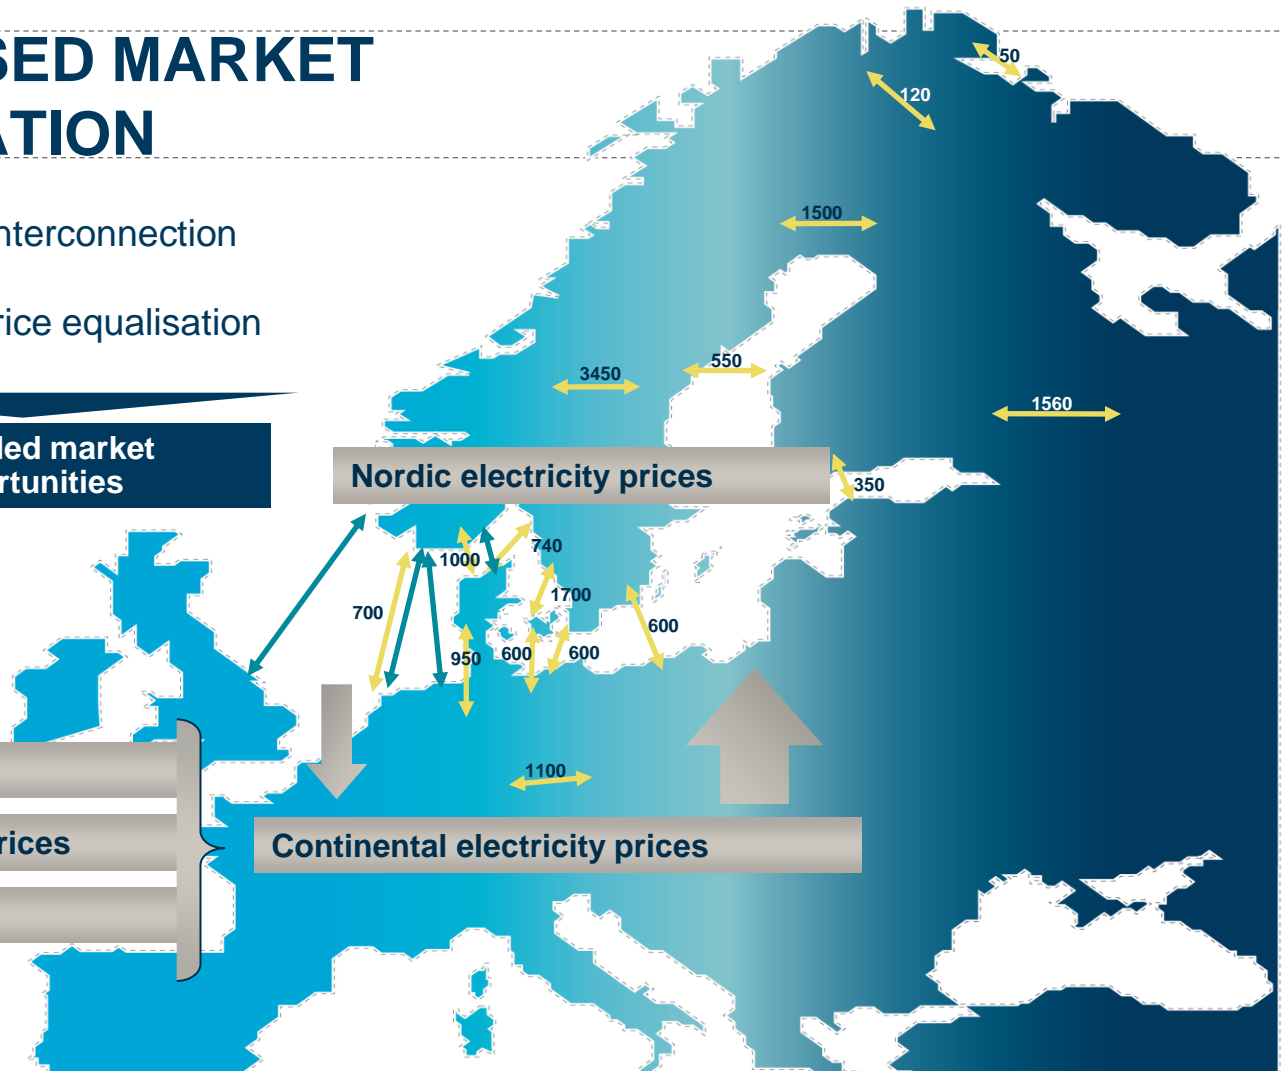 SED MARKET
ATION
nterconnection
rice equalisation
led market
rtunities
50
120
1500
3450
550
1560
Nordic electricity prices
350
1000
740
700
1700
950
600
600
600
1100
rices
Continental electricity prices